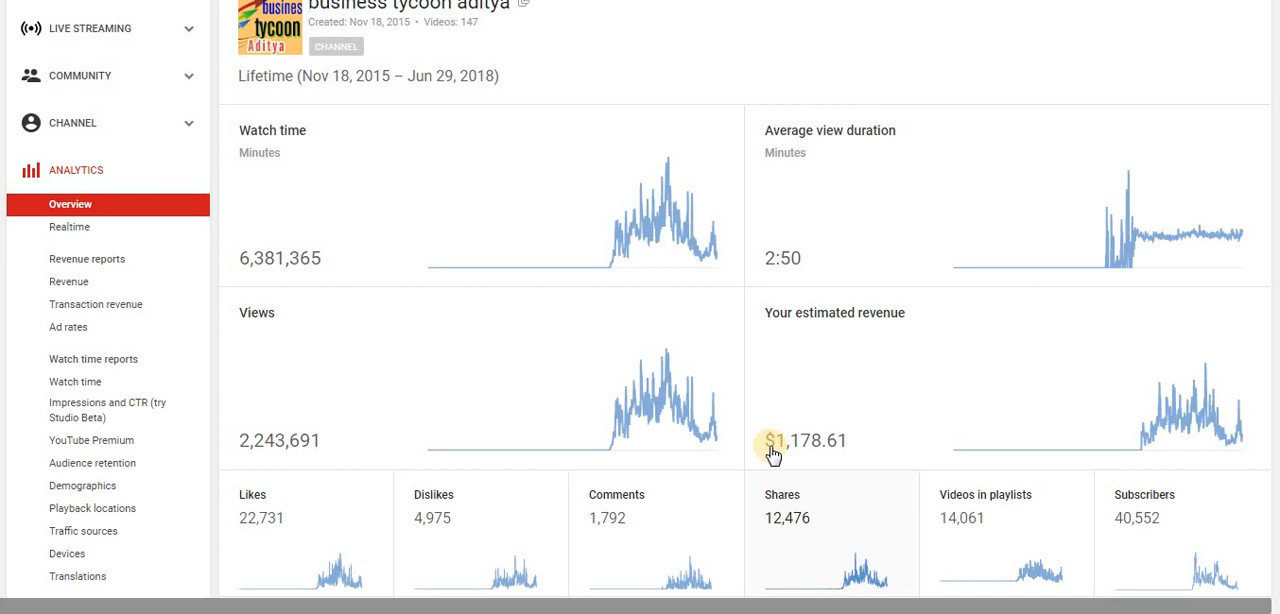 LIVE STREAMING
COMMUNITY
CHANNEL
ANALYTICS
Overview
Realtime
Revenue reports
Revenue
Transaction revenue
Ad rates
Watch time reports
Watch time
Impressions and CTR (try
Studio Beta)
YouTube Premium
Audience retention
Demographics
Playback locations
Traffic sources
Devices
Translations
busines
tycoon
Aditya
business tycoon aditya
Created: Nov 18, 2015 • Videos: 147
CHANNEL
Lifetime (Nov 18, 2015 – Jun 29, 2018)
Watch time
Minutes
6,381,365
Average view duration
Minutes
2:50
Views
2,243,691
Your estimated revenue
$1,178.61
Likes
22,731
Dislikes
4,975
Comments
1,792
Shares
12,476
Videos in playlists
14,061
Subscribers
40,552